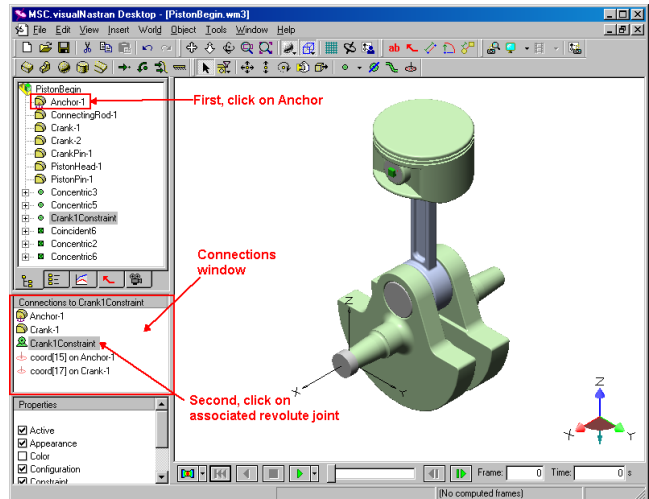 MSC.visualNastran Desktop - [PistonBegin.wm3]
File Edit View Insert World Object Tools Window Help
PistonBegin
Anchor-1
First, click on Anchor
ConnectingRod-1
Crank-1
Crank-2
CrankPin-1
PistonHead-1
PistonPin-1
Concentric3
Concentric5
Crank1Constraint
Coincident6
Concentric2
Concentric6
Connections
window
Connections to Crank1Constraint
Anchor-1
Crank-1
Crank1Constraint
coord[15] on Anchor-1
coord[17] on Crank-1
Second, click on
associated revolute joint
Z
X
Y
Z
X
Y
Properties
Active
Appearance
Color
Configuration
Constraint
Frame: 0 Time: 0 s
(No computed frames)